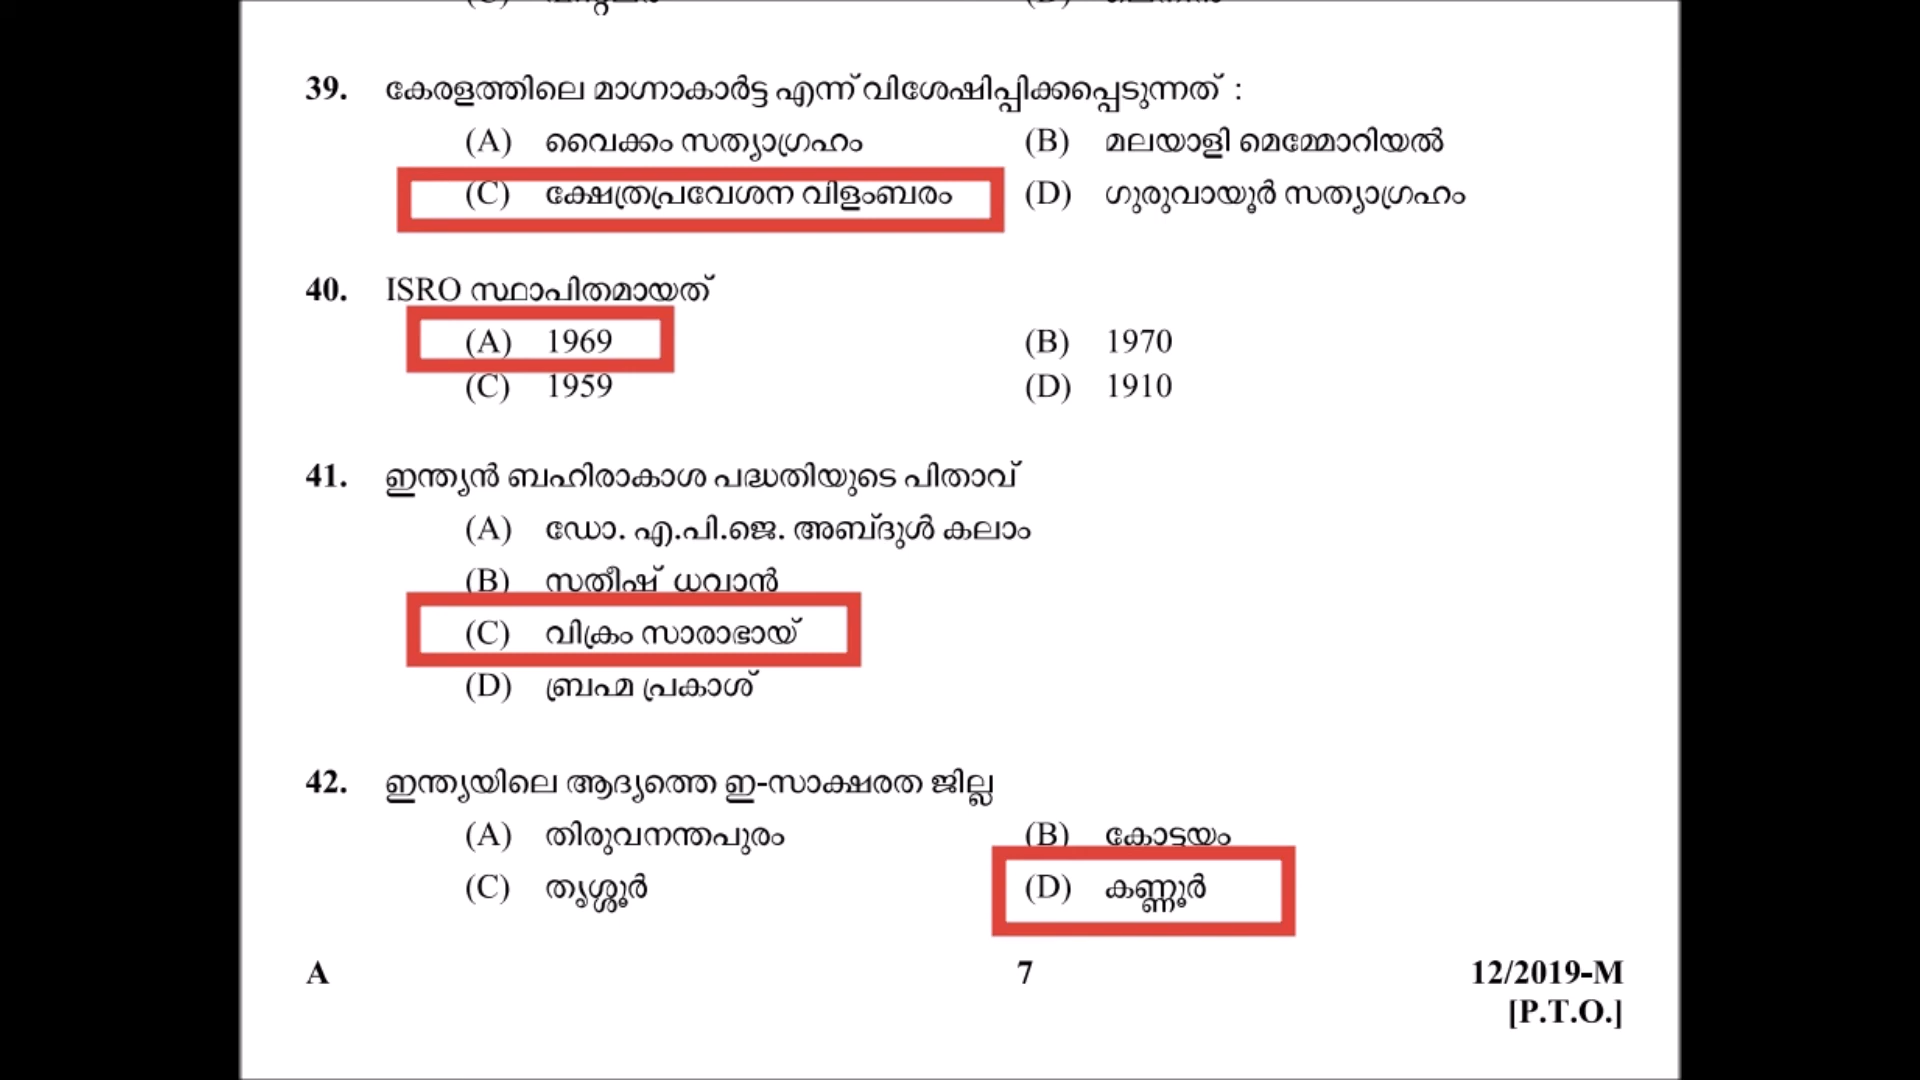 39. കേരളത്തിലെ മാഗ്നാകാർട്ട എന്ന് വിശേഷിപ്പിക്കപ്പെടുന്നത് :
(A) വൈക്കം സത്യാഗ്രഹം (B) മലയാളി മെമ്മോറിയൽ
(C) ക്ഷേത്രപ്രവേശന വിളംബരം (D) ഗുരുവായൂർ സത്യാഗ്രഹം
40. ISRO സ്ഥാപിതമായത്
(A) 1969 (B) 1970
(C) 1959 (D) 1910
41. ഇന്ത്യൻ ബഹിരാകാശ പദ്ധതിയുടെ പിതാവ്
(A) ഡോ. എ.പി.ജെ. അബ്ദുൾ കലാം
(B) സതീഷ് ധവാൻ
(C) വിക്രം സാരാഭായ്
(D) ബ്രഹ്മ പ്രകാശ്
42. ഇന്ത്യയിലെ ആദ്യത്തെ ഇ-സാക്ഷരത ജില്ല
(A) തിരുവനന്തപുരം (B) കോട്ടയം
(C) തൃശ്ശൂർ (D) കണ്ണൂർ
A 7 12/2019-M
[P.T.O.]